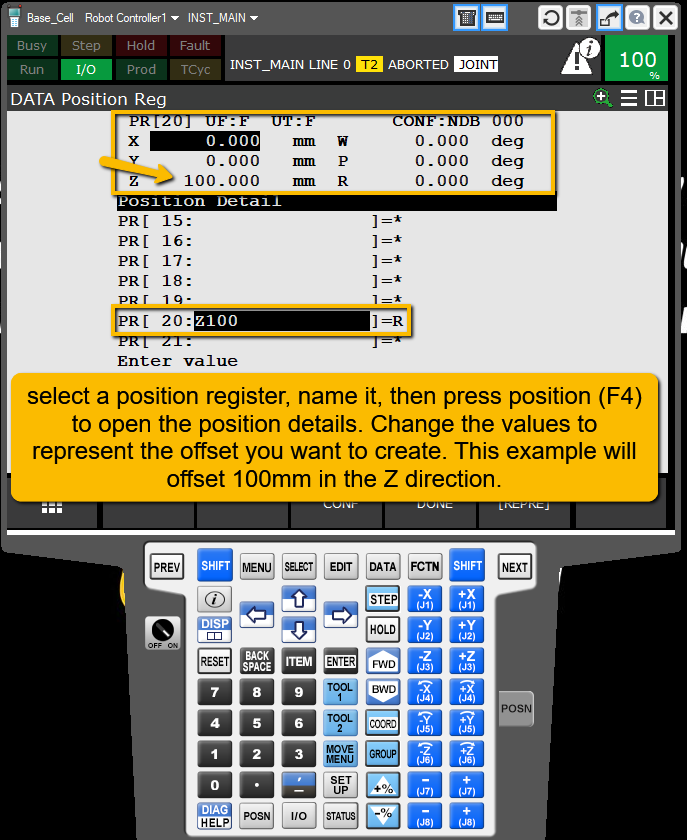 Base_Cell Robot Controller1 INST_MAIN
Busy Step Hold Fault
Run I/O Prod TCyc
INST_MAIN LINE 0 T2 ABORTED JOINT
100
%
DATA Position Reg
PR[20] UF:F UT:F CONF:NDB 000
X 0.000 mm W 0.000 deg
Y 0.000 mm P 0.000 deg
Z 100.000 mm R 0.000 deg
Position Detail
PR[ 15: ]=*
PR[ 16: ]=*
PR[ 17: ]=*
PR[ 18: ]=*
PR[ 19: ]=*
PR[ 20:Z100 ]=R
PR[ 21: ]=*
Enter value
select a position register, name it, then press position (F4)
to open the position details. Change the values to
represent the offset you want to create. This example will
offset 100mm in the Z direction.
CONF DONE [REPRE]
PREV SHIFT MENU SELECT EDIT DATA FCTN SHIFT NEXT
i STEP -X (J1) +X (J1)
DISP HOLD -Y (J2) +Y (J2)
OFF ON
RESET BACK SPACE ITEM ENTER FWD -Z (J3) +Z (J3)
7 8 9 TOOL 1 BWD -X (J4) +X (J4)
4 5 6 TOOL 2 COORD -Y (J5) +Y (J5)
POSN
1 2 3 MOVE MENU GROUP -Z (J6) +Z (J6)
0 . , — SET UP +% - (J7) + (J7)
DIAG HELP POSN I/O STATUS -% - (J8) + (J8)